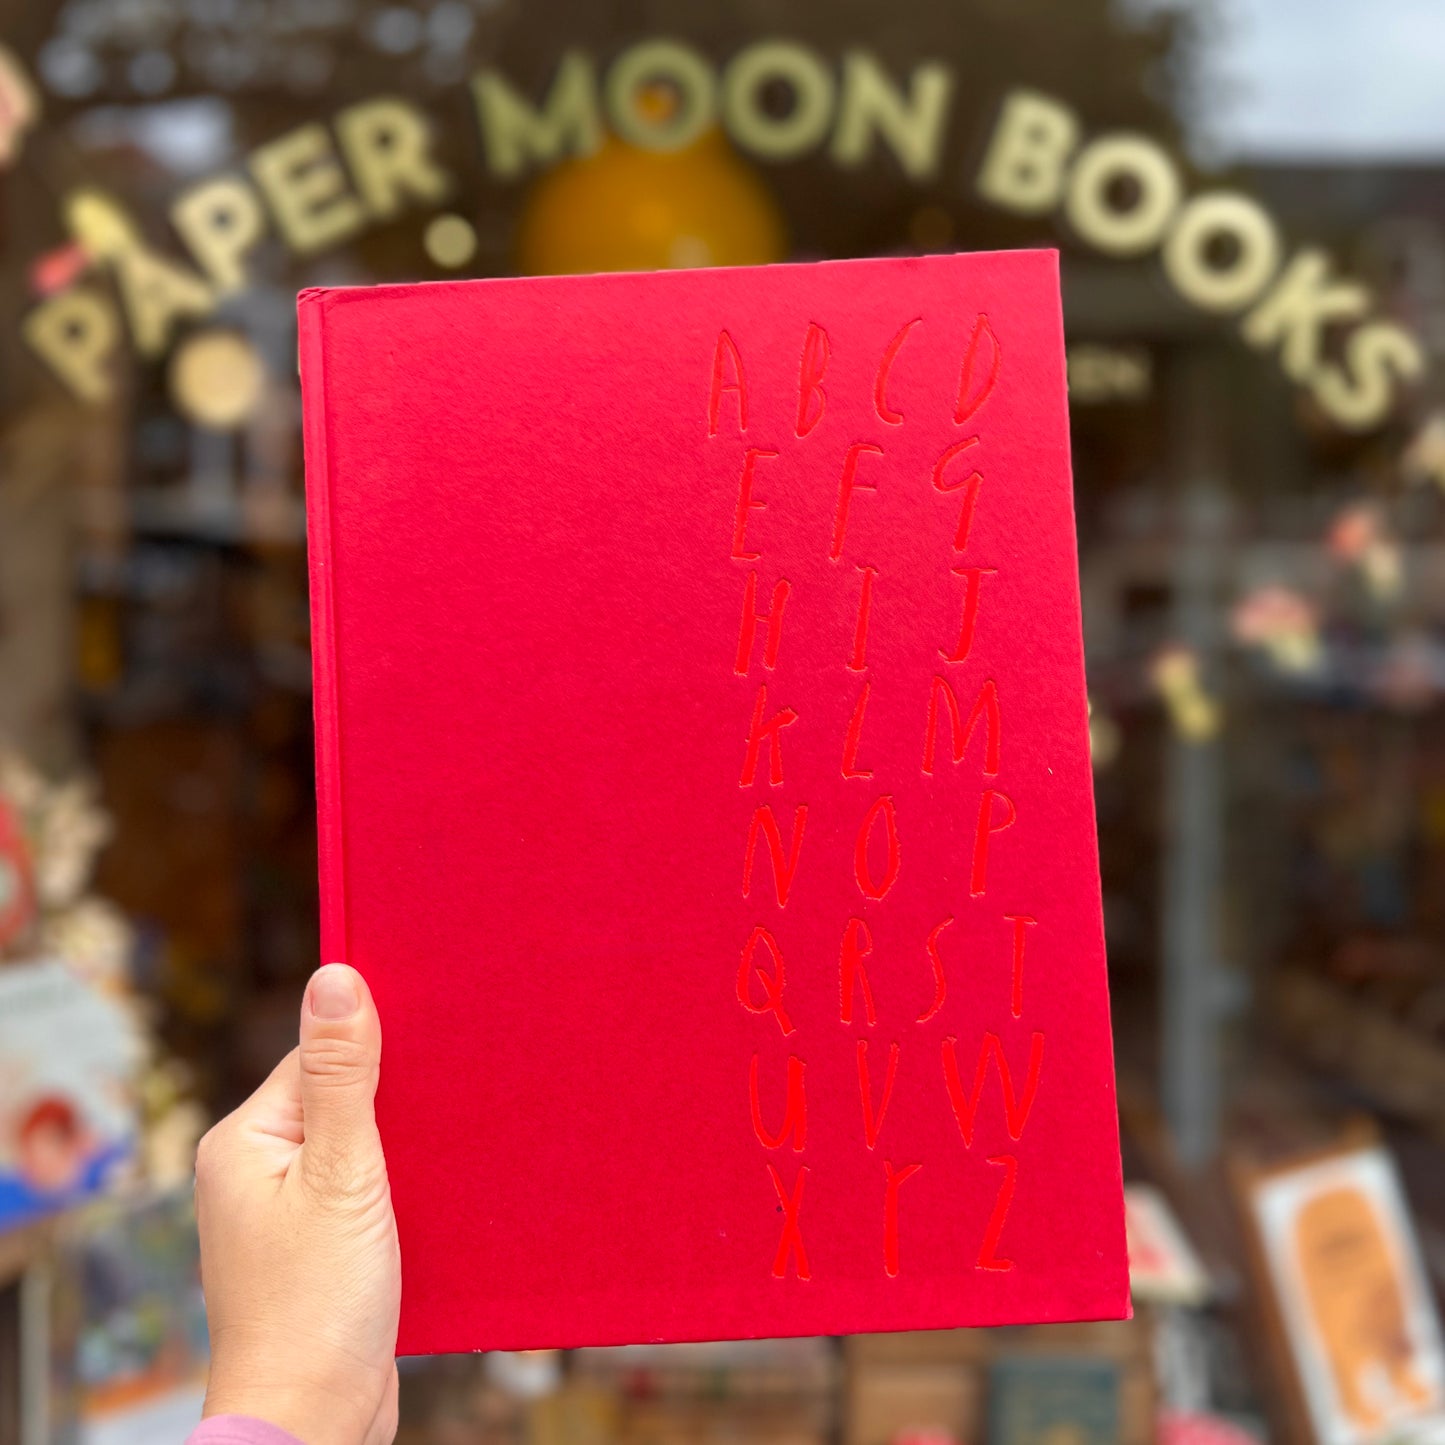 PAPER MOON BOOKS
A B C D
E F G
H I J
K L M
N O P
Q R S T
U V W
X Y Z